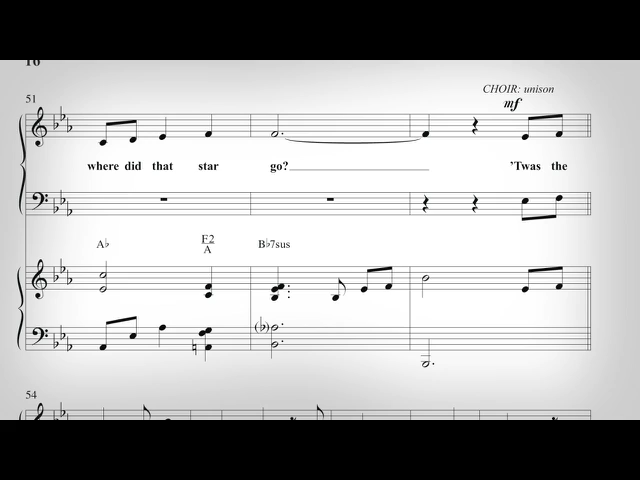 16
51
CHOIR: unison
mf
where did that star go? 'Twas the
A♭ F2 B♭7sus
A
(♭)
54